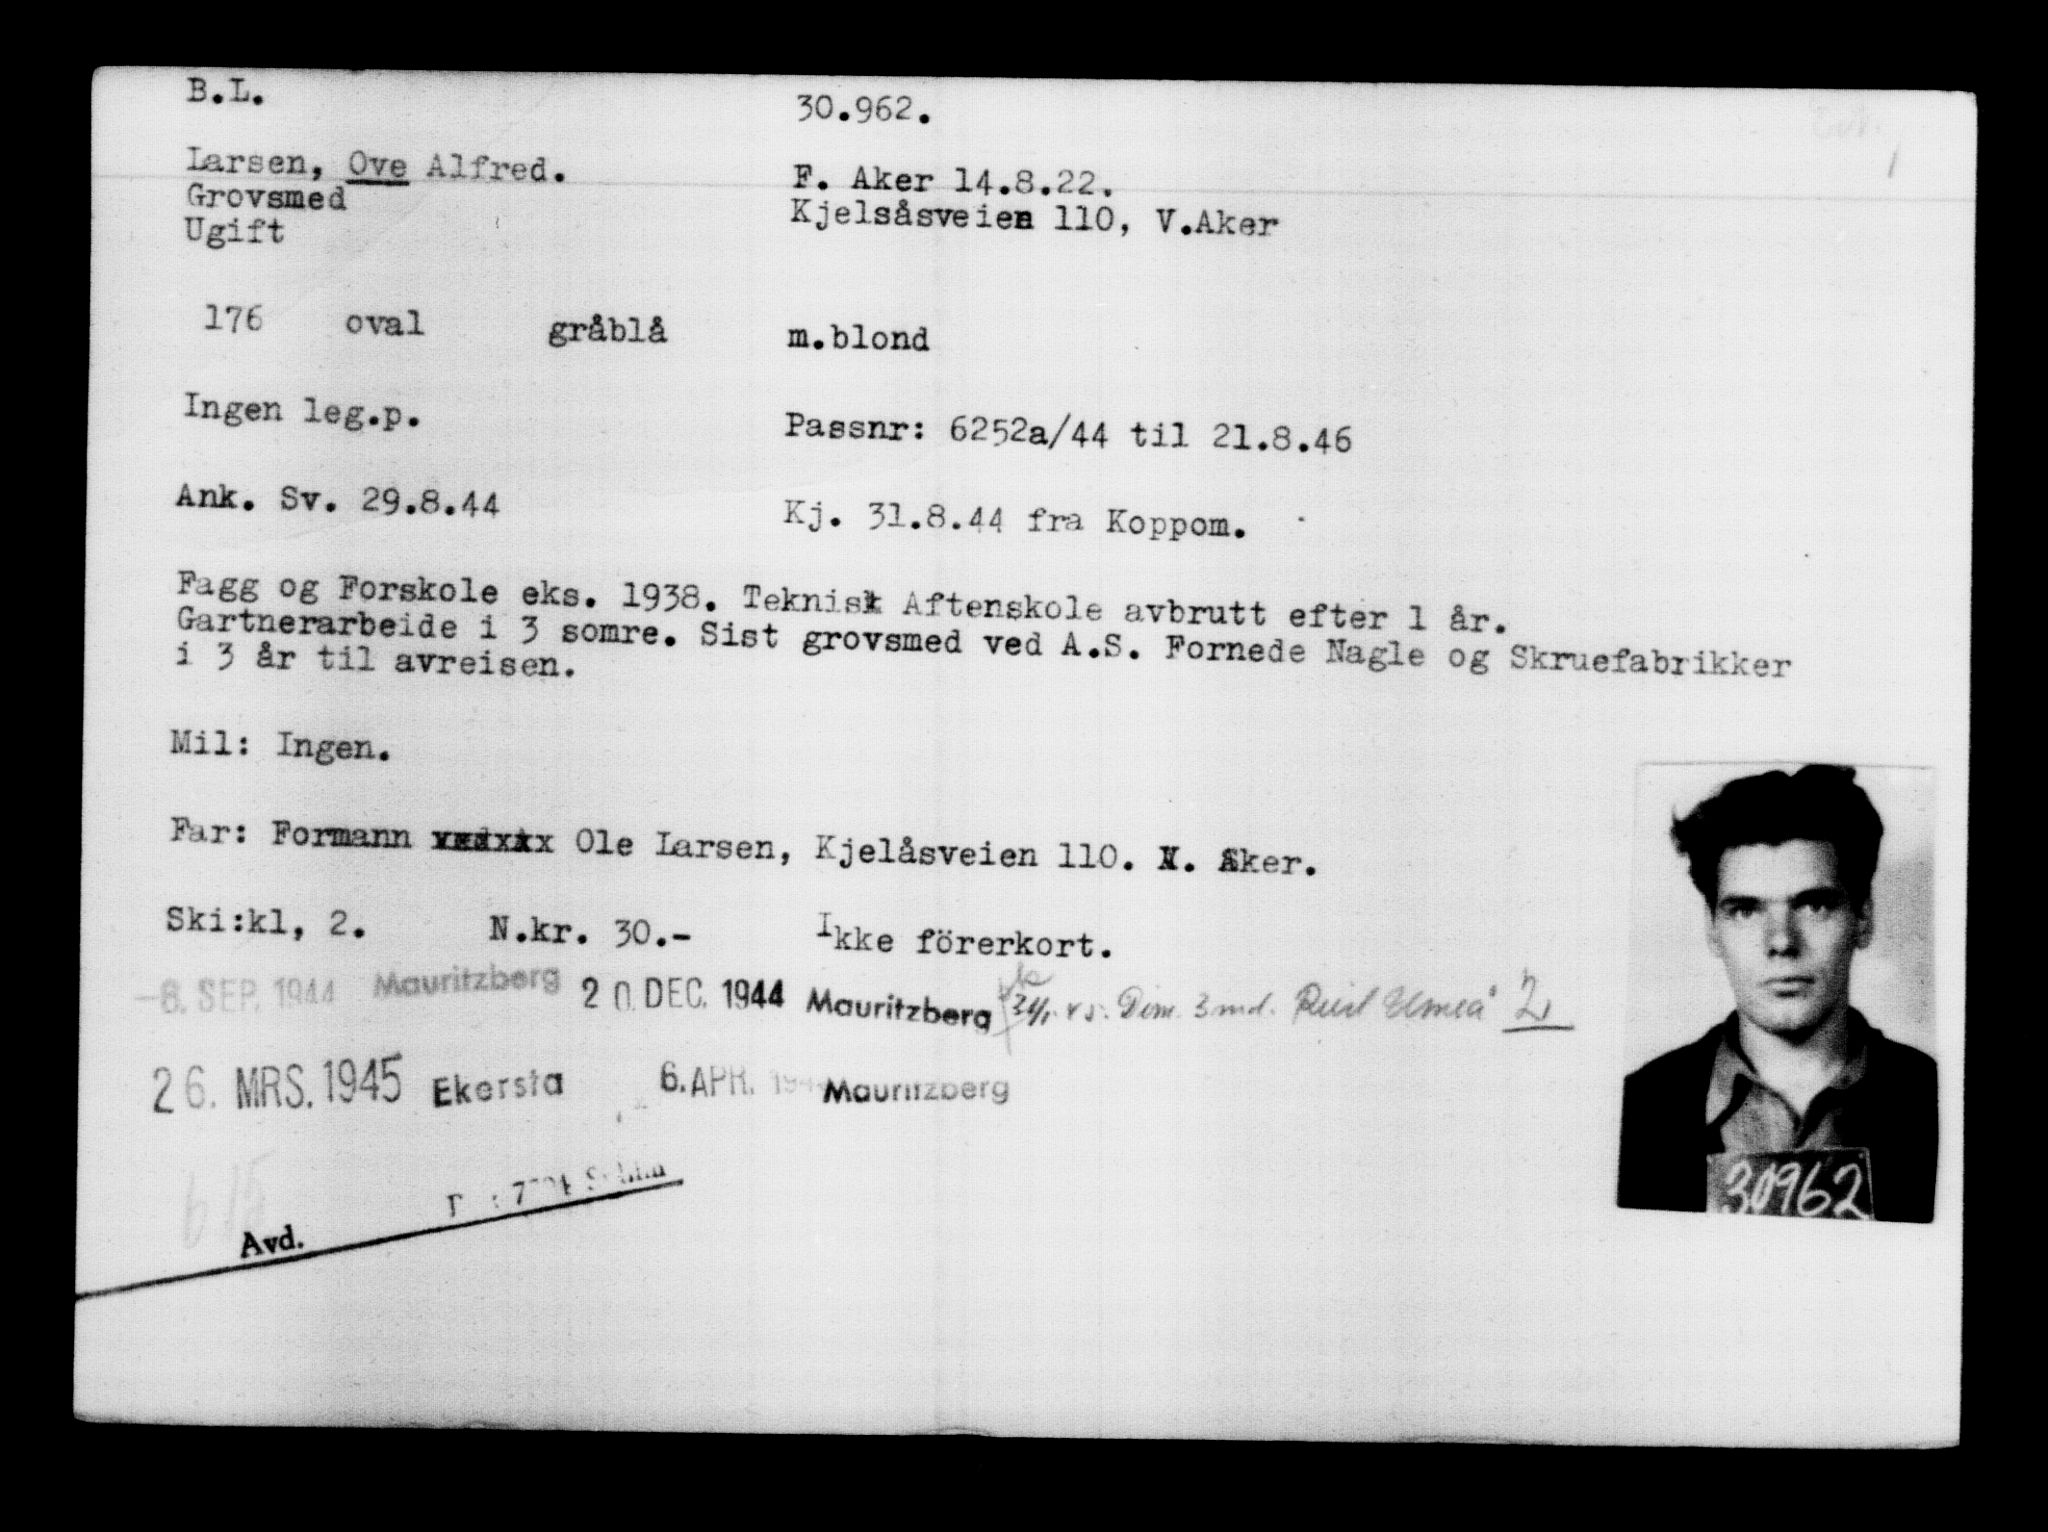 B.L. 30.962.
Larsen, Ove Alfred. F. Aker 14.8.22.
Grovsmed Kjelsåsveien 110, V.Aker
Ugift
176 oval gråblå m.blond
Ingen leg.p. Passnr: 6252a/44 til 21.8.46
Ank. Sv. 29.8.44 Kj. 31.8.44 fra Koppom.
Fagg og Forskole eks. 1938. Teknisk Aftenskole avbrutt efter 1 år.
Gartnerarbeide i 3 somre. Sist grovsmed ved A.S. Fornede Nagle og Skruefabrikker
i 3 år til avreisen.
Mil: Ingen.
Far: Formann Ole Larsen, Kjelåsveien 110. V. Aker.
Ski:kl, 2. N.kr. 30.- Ikke förerkort.
-8. SEP. 1944 Mauritzberg 20. DEC. 1944 Mauritzberg Dim. 3 md. 2
26. MRS. 1945 Ekersta 6. APR. Mauritzberg
Avd.
30962